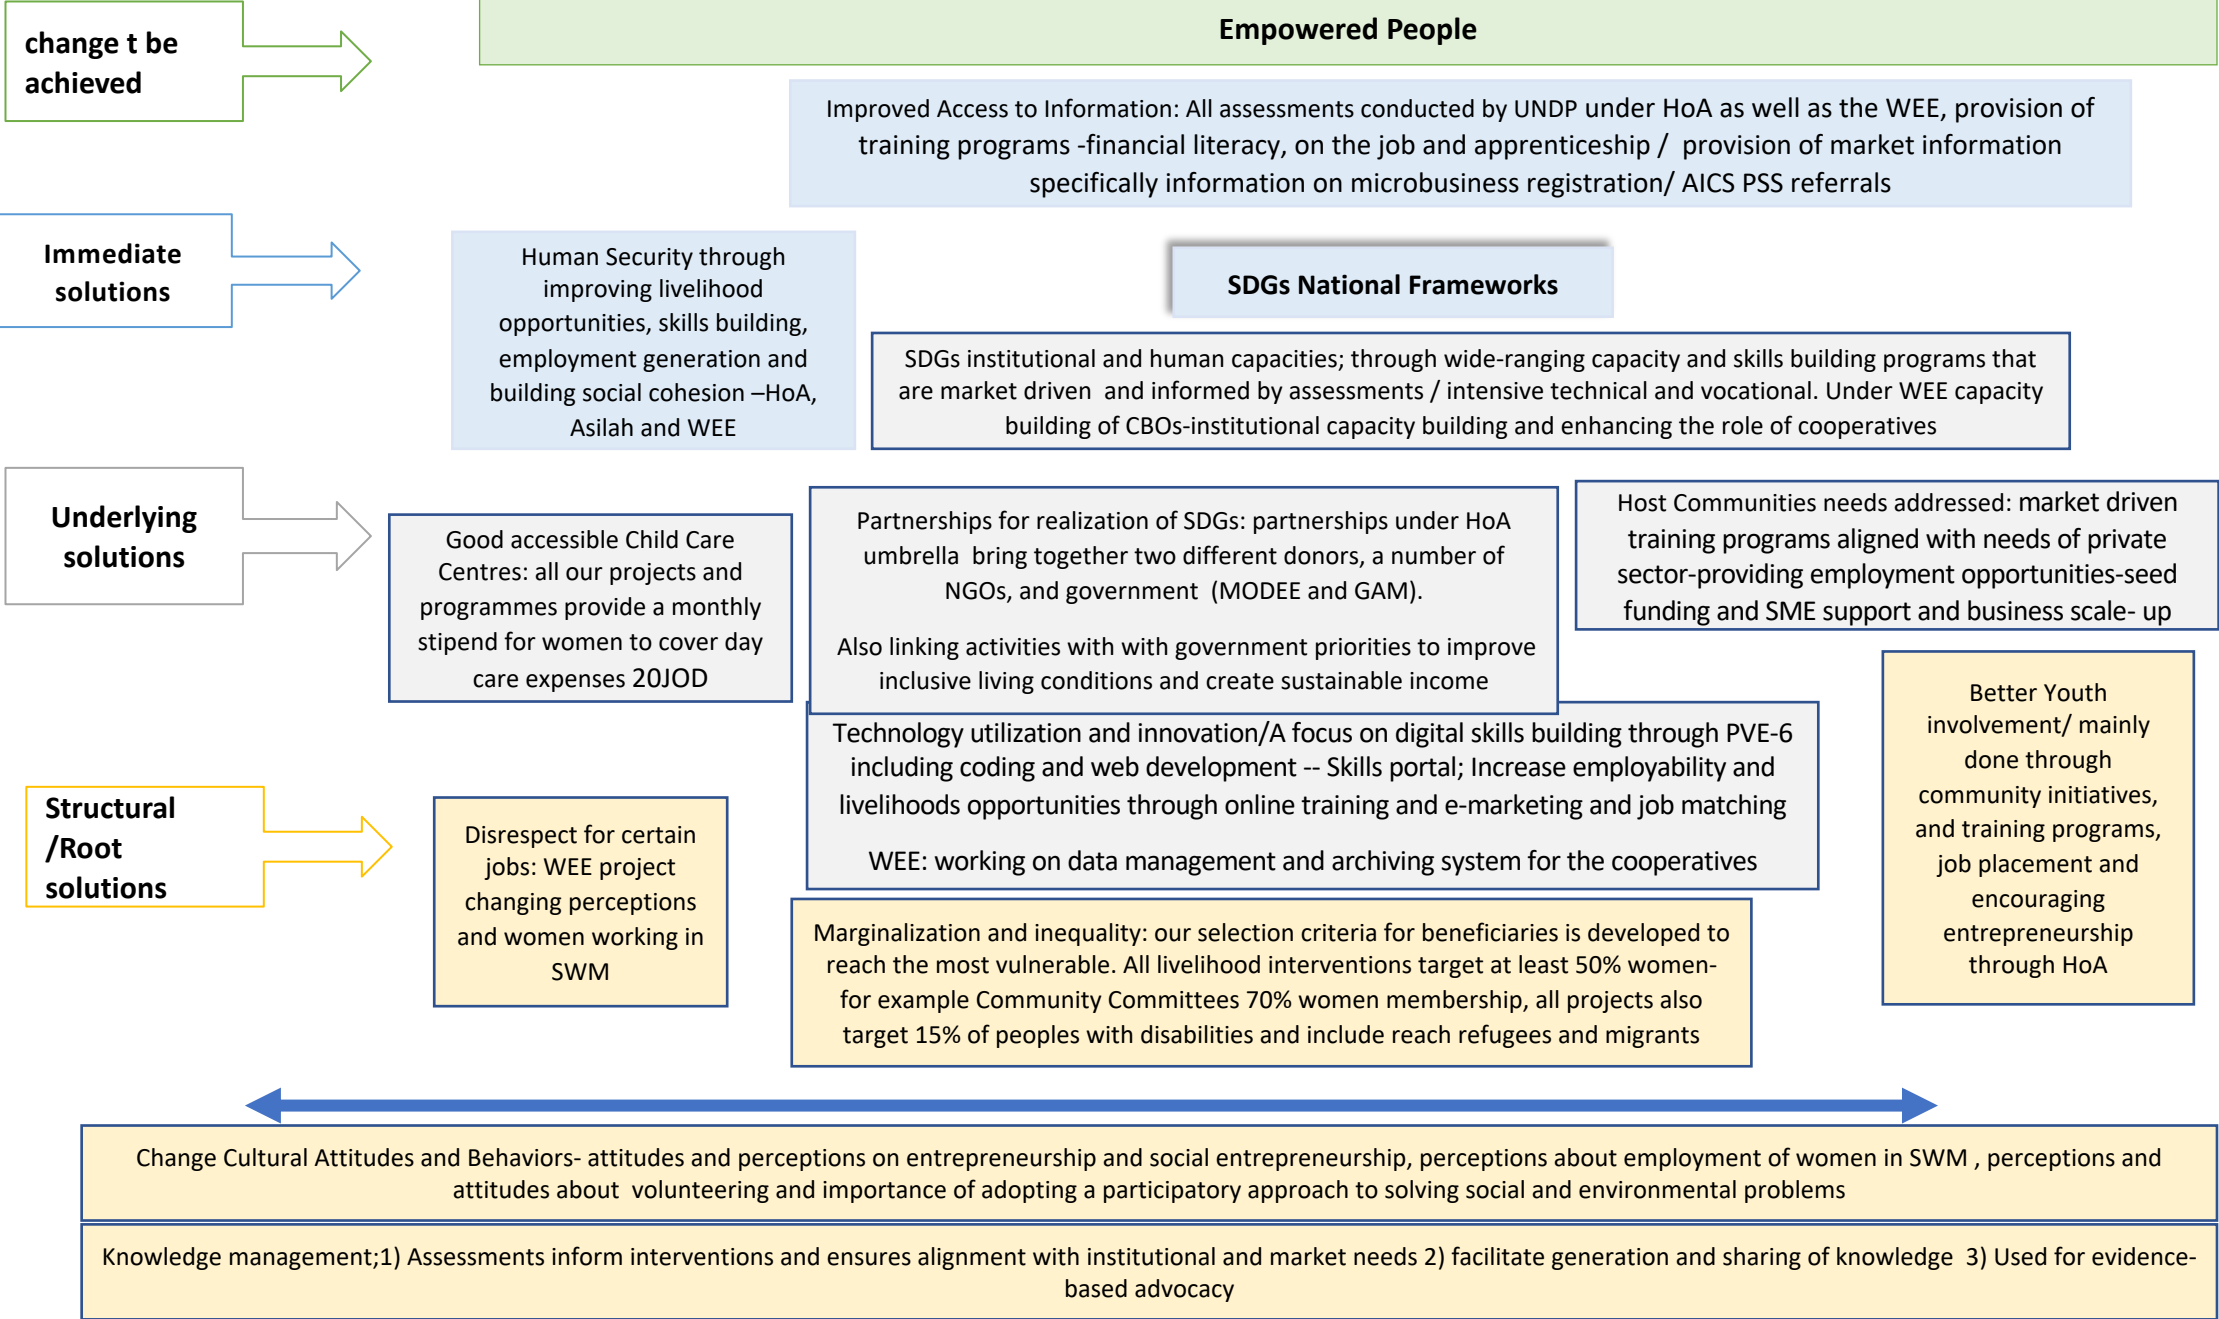 change t be
achieved
Empowered People
Improved Access to Information: All assessments conducted by UNDP under HoA as well as the WEE, provision of
training programs -financial literacy, on the job and apprenticeship / provision of market information
specifically information on microbusiness registration/ AICS PSS referrals
Immediate
solutions
Human Security through
improving livelihood
opportunities, skills building,
employment generation and
building social cohesion –HoA,
Asilah and WEE
SDGs National Frameworks
SDGs institutional and human capacities; through wide-ranging capacity and skills building programs that
are market driven and informed by assessments / intensive technical and vocational. Under WEE capacity
building of CBOs-institutional capacity building and enhancing the role of cooperatives
Underlying
solutions
Good accessible Child Care
Centres: all our projects and
programmes provide a monthly
stipend for women to cover day
care expenses 20JOD
Partnerships for realization of SDGs: partnerships under HoA
umbrella bring together two different donors, a number of
NGOs, and government (MODEE and GAM).
Also linking activities with with government priorities to improve
inclusive living conditions and create sustainable income
Host Communities needs addressed: market driven
training programs aligned with needs of private
sector-providing employment opportunities-seed
funding and SME support and business scale- up
Technology utilization and innovation/A focus on digital skills building through PVE-6
including coding and web development -- Skills portal; Increase employability and
livelihoods opportunities through online training and e-marketing and job matching
WEE: working on data management and archiving system for the cooperatives
Better Youth
involvement/ mainly
done through
community initiatives,
and training programs,
job placement and
encouraging
entrepreneurship
through HoA
Structural
/Root
solutions
Disrespect for certain
jobs: WEE project
changing perceptions
and women working in
SWM
Marginalization and inequality: our selection criteria for beneficiaries is developed to
reach the most vulnerable. All livelihood interventions target at least 50% women-
for example Community Committees 70% women membership, all projects also
target 15% of peoples with disabilities and include reach refugees and migrants
Change Cultural Attitudes and Behaviors- attitudes and perceptions on entrepreneurship and social entrepreneurship, perceptions about employment of women in SWM , perceptions and
attitudes about volunteering and importance of adopting a participatory approach to solving social and environmental problems
Knowledge management;1) Assessments inform interventions and ensures alignment with institutional and market needs 2) facilitate generation and sharing of knowledge 3) Used for evidence-
based advocacy